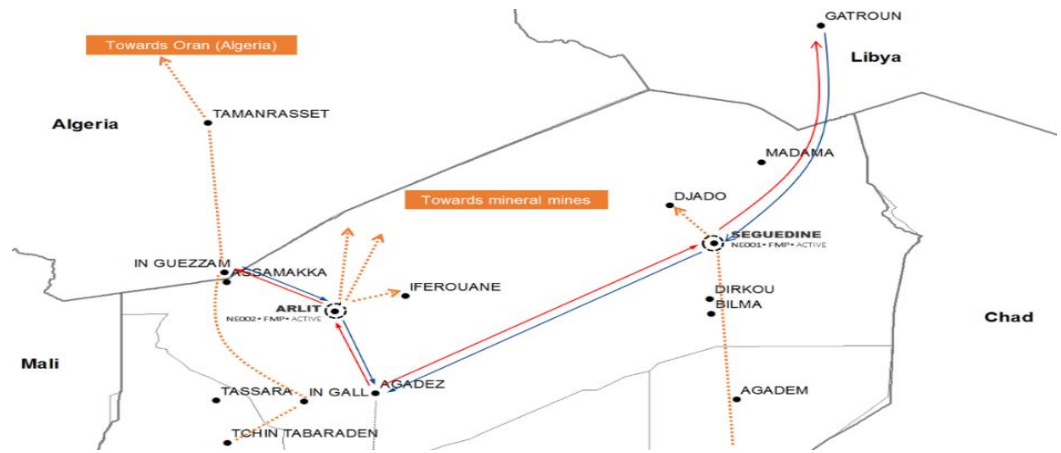 GATROUN
Towards Oran (Algeria)
Libya
TAMANRASSET
Algeria
MADAMA
Towards mineral mines
DJADO
SEGUEDINE
NE001 • FMP • ACTIVE
IN GUEZZAM
ASSAMAKKA
IFEROUANE
DIRKOU
BILMA
ARLIT
NE002 • FMP • ACTIVE
Chad
Mali
AGADEZ
TASSARA
IN GALL
AGADEM
TCHIN TABARADEN